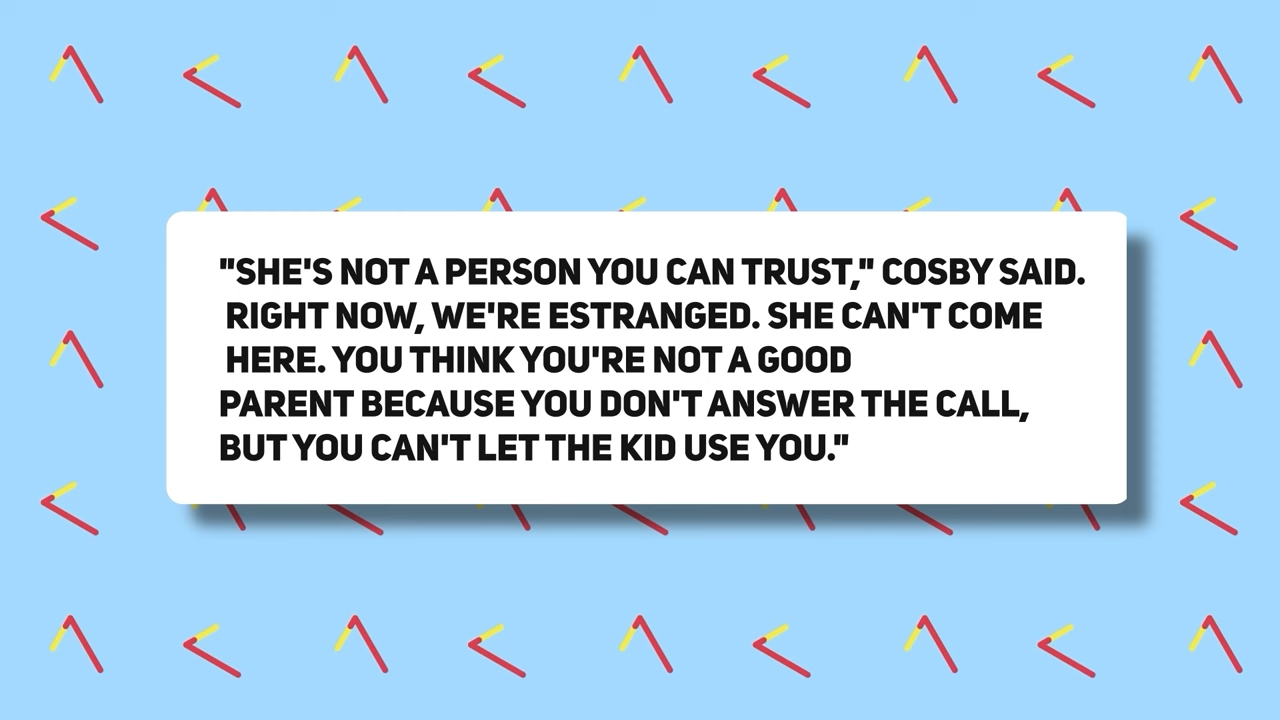 "SHE'S NOT A PERSON YOU CAN TRUST," COSBY SAID.
RIGHT NOW, WE'RE ESTRANGED. SHE CAN'T COME
HERE. YOU THINK YOU'RE NOT A GOOD
PARENT BECAUSE YOU DON'T ANSWER THE CALL,
BUT YOU CAN'T LET THE KID USE YOU."